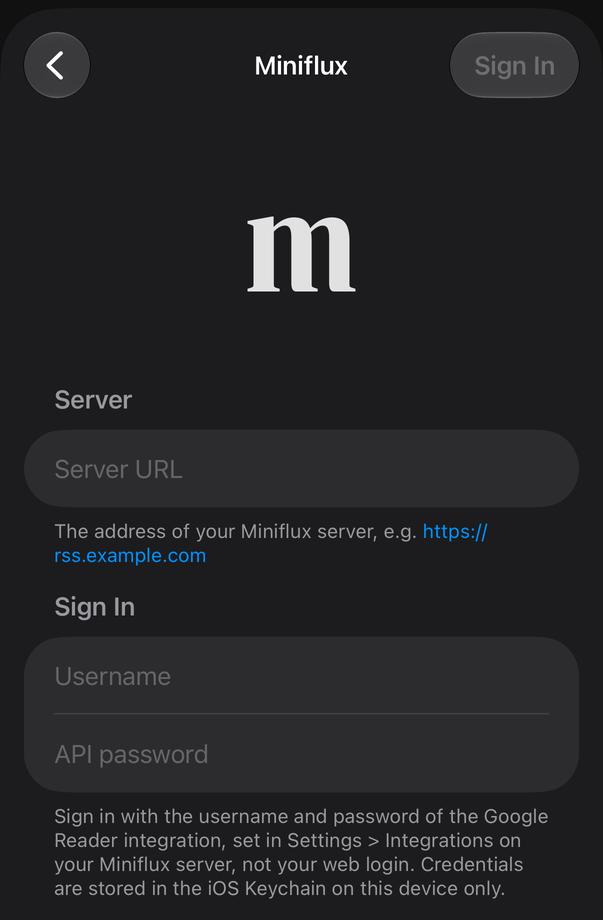 Miniflux
Sign In
m
Server
Server URL
The address of your Miniflux server, e.g. https://
rss.example.com
Sign In
Username
API password
Sign in with the username and password of the Google
Reader integration, set in Settings > Integrations on
your Miniflux server, not your web login. Credentials
are stored in the iOS Keychain on this device only.